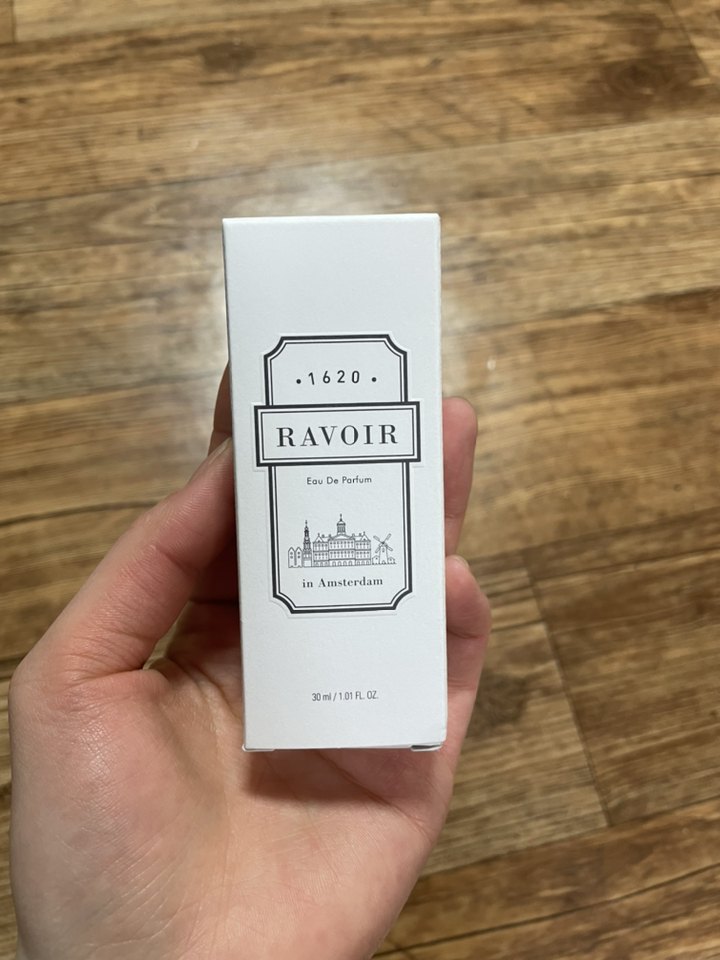 •1620•
RAVOIR
Eau De Parfum
in Amsterdam
30 ml / 1.01 FL. OZ.